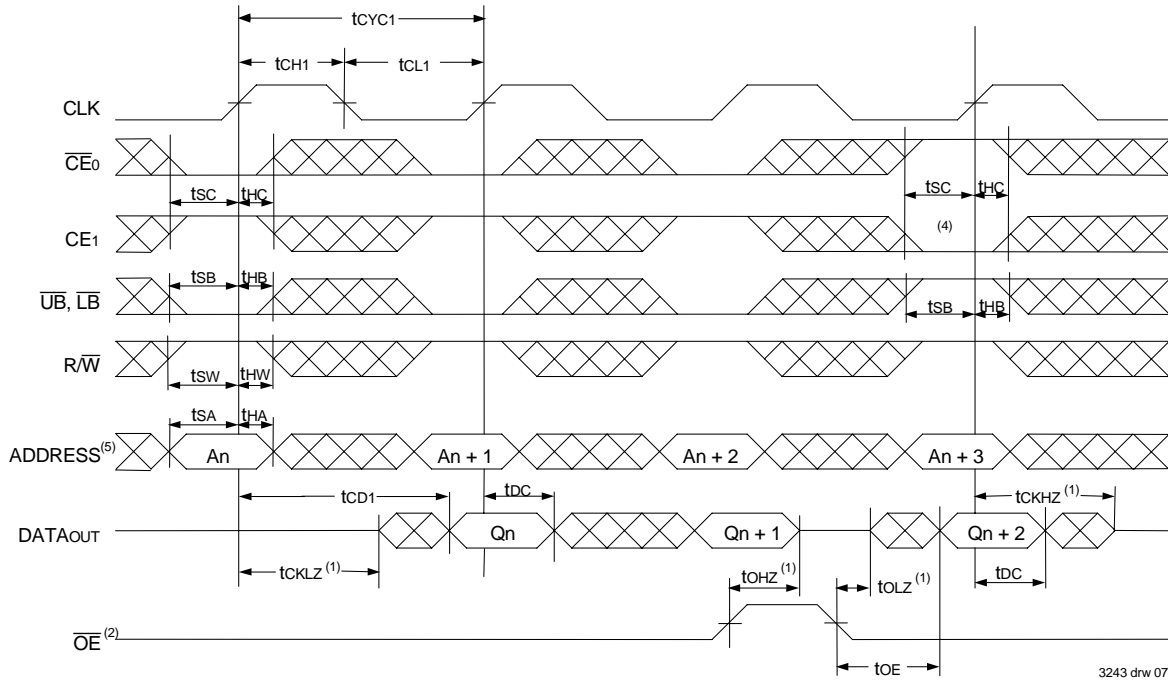 tCYC1
tCH1 tCL1
CLK
CE0
tSC tHC tSC tHC
CE1 (4)
tSB tHB
UB, LB
tSB tHB
R/W
tSW tHW
tSA tHA
ADDRESS(5) An An + 1 An + 2 An + 3
tCD1 tDC tCKHZ (1)
DATAOUT Qn Qn + 1 Qn + 2
tCKLZ (1) tOHZ (1) tOLZ (1) tDC
OE (2)
tOE
3243 drw 07